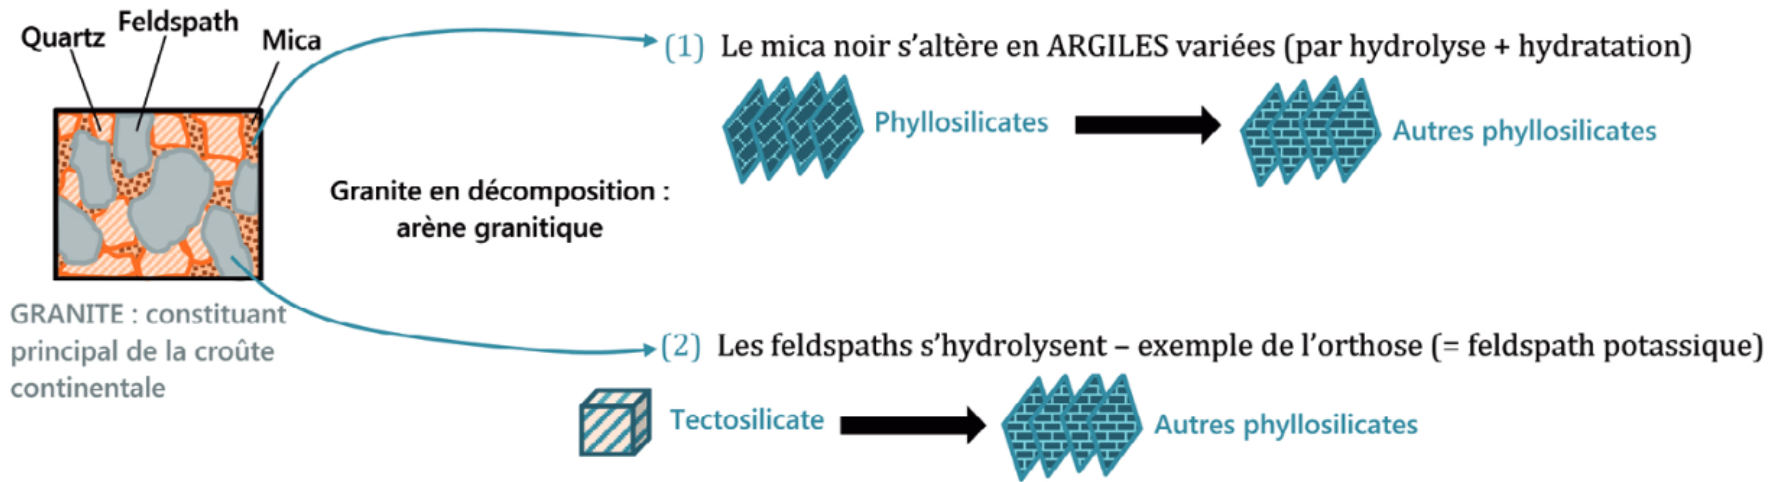 Quartz
Feldspath
Mica
(1) Le mica noir s’altère en ARGILES variées (par hydrolyse + hydratation)
Phyllosilicates
Autres phyllosilicates
Granite en décomposition :
arène granitique
GRANITE : constituant
principal de la croûte
continentale
(2) Les feldspaths s’hydrolysent – exemple de l’orthose (= feldspath potassique)
Tectosilicate
Autres phyllosilicates